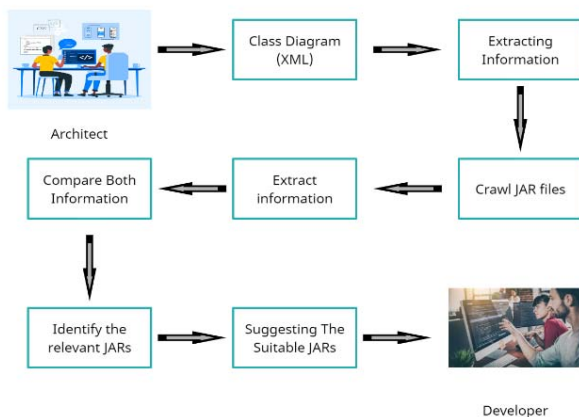 Class Diagram
(XML)
Extracting
Information
Architect
Compare Both
Information
Extract
information
Crawl JAR files
Identify the
relevant JARs
Suggesting The
Suitable JARs
Developer